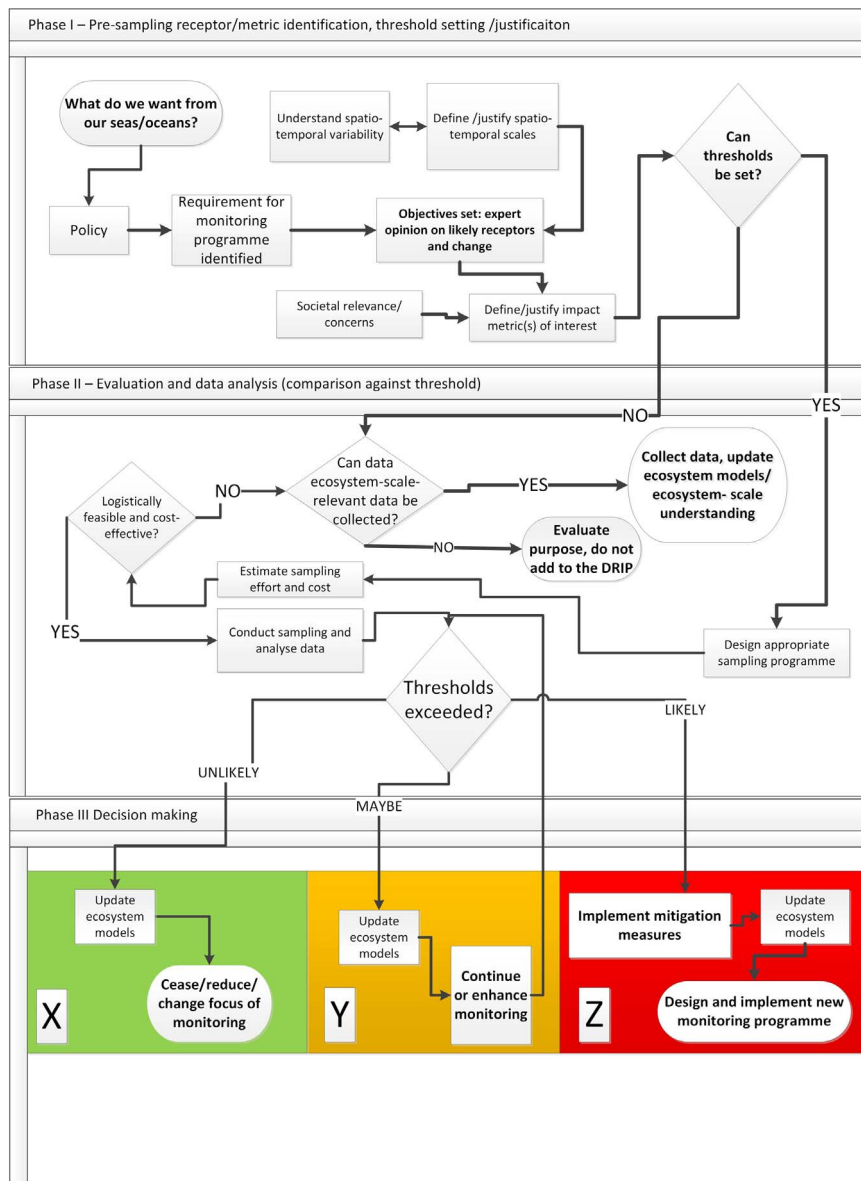 Phase I – Pre-sampling receptor/metric identification, threshold setting /justificaiton
What do we want from
our seas/oceans?
Understand spatio-
temporal variability
Define /justify spatio-
temporal scales
Can
thresholds
be set?
Policy
Requirement for
monitoring
programme
identified
Objectives set: expert
opinion on likely receptors
and change
Societal relevance/
concerns
Define/justify impact
metric(s) of interest
Phase II – Evaluation and data analysis (comparison against threshold)
NO
YES
Can data
ecosystem-scale-
relevant data be
collected?
Collect data, update
ecosystem models/
ecosystem- scale
understanding
Logistically
feasible and cost-
effective?
NO
YES
NO
Evaluate
purpose, do not
add to the DRIP
Estimate sampling
effort and cost
YES
Conduct sampling and
analyse data
Design appropriate
sampling programme
Thresholds
exceeded?
LIKELY
UNLIKELY
MAYBE
Phase III Decision making
Update
ecosystem
models
Cease/reduce/
change focus of
monitoring
X
Update
ecosystem
models
Continue
or enhance
monitoring
Y
Implement mitigation
measures
Update
ecosystem
models
Design and implement new
monitoring programme
Z